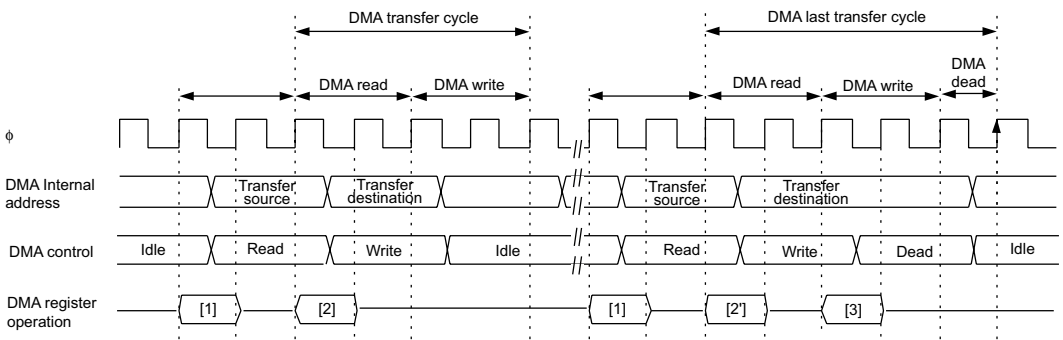 DMA transfer cycle
DMA last transfer cycle
DMA read
DMA write
DMA read
DMA write
DMA
dead
ϕ
DMA Internal
address
Transfer
source
Transfer
destination
Transfer
source
Transfer
destination
DMA control
Idle
Read
Write
Idle
Read
Write
Dead
Idle
DMA register
operation
[1]
[2]
[1]
[2']
[3]